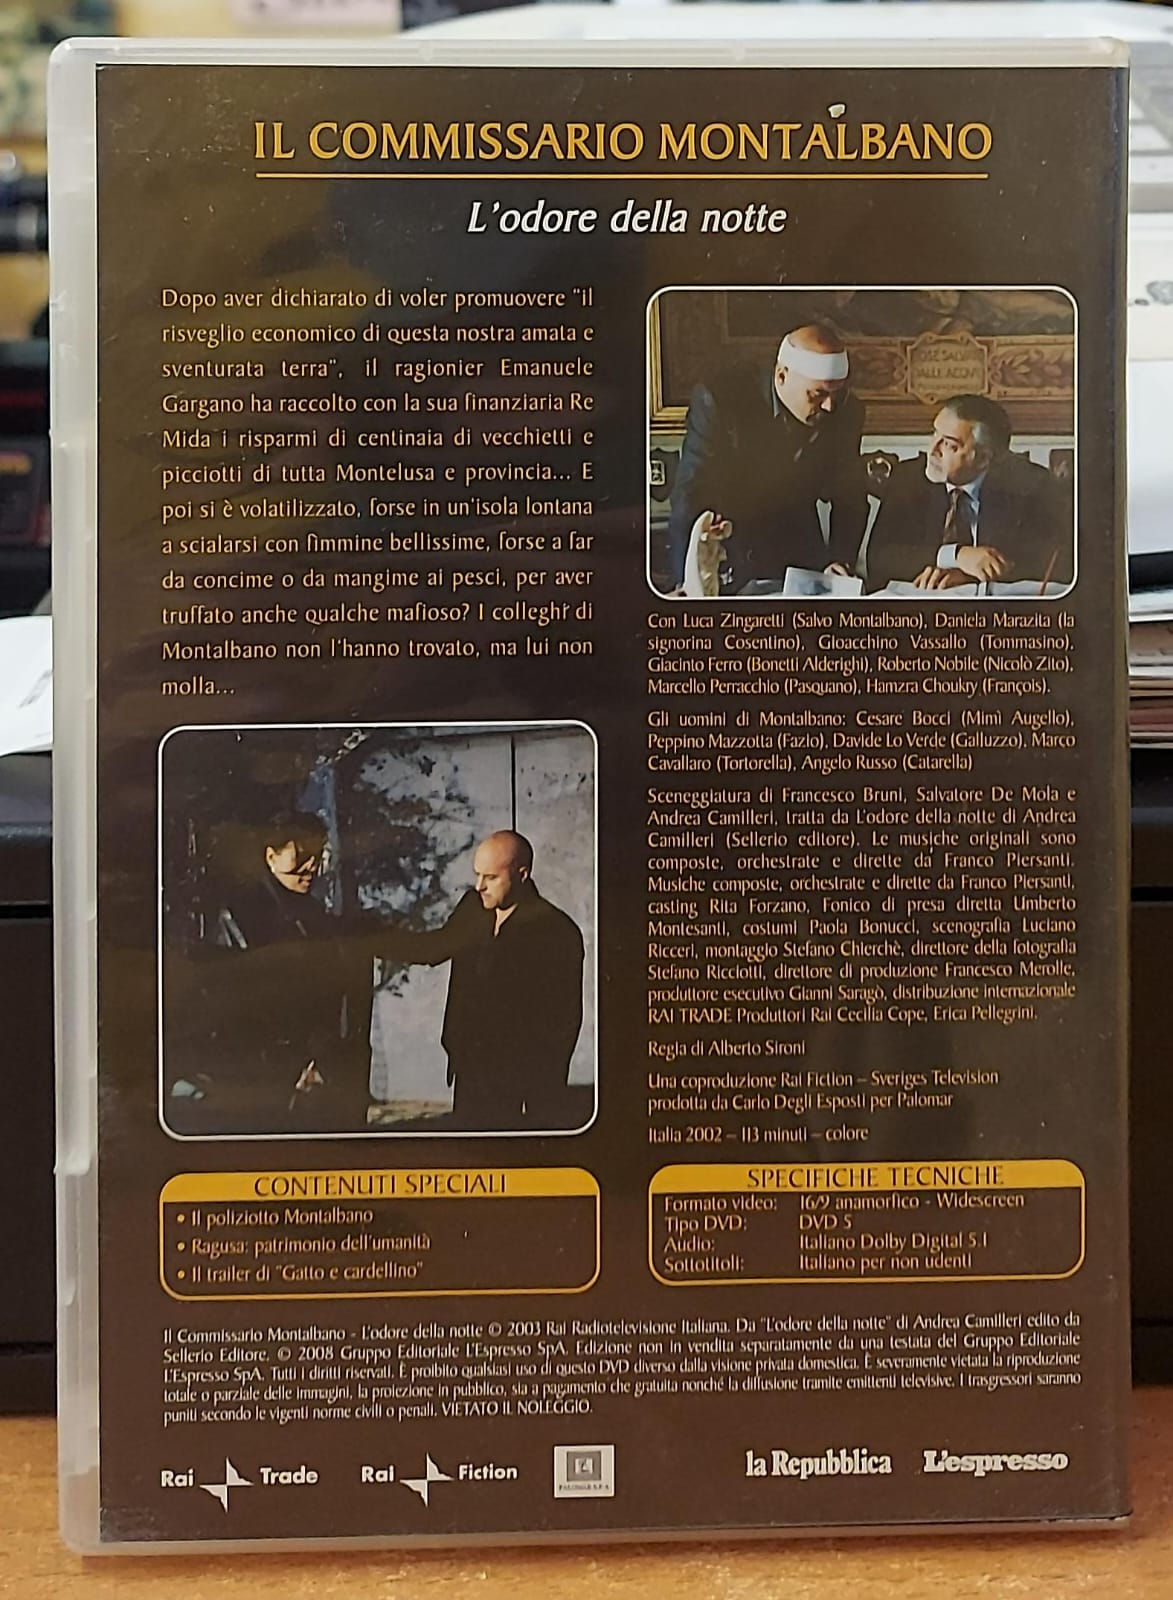 IL COMMISSARIO MONTALBANO
L'odore della notte
Dopo aver dichiarato di voler promuovere "il
risveglio economico di questa nostra amata e
sventurata terra", il ragionier Emanuele
Gargano ha raccolto con la sua finanziaria Re
Mida i risparmi di centinaia di vecchietti e
picciotti di tutta Montelusa e provincia... E
poi si è volatilizzato, forse in un'isola lontana
a scialarsi con fimmine bellissime, forse a far
da concime o da mangime ai pesci, per aver
truffato anche qualche mafioso? I colleghi di
Montalbano non l'hanno trovato, ma lui non
molla...
Con Luca Zingaretti (Salvo Montalbano), Daniela Marazita (la
signorina Cosentino), Gioacchino Vassallo (Tommasino),
Giacinto Ferro (Bonetti Alderighi), Roberto Nobile (Nicolò Zito),
Marcello Perracchio (Pasquano), Hamzra Choukry (François).
Gli uomini di Montalbano: Cesare Bocci (Mimì Augello),
Peppino Mazzotta (Fazio), Davide Lo Verde (Galluzzo), Marco
Cavallaro (Tortorella), Angelo Russo (Catarella)
Sceneggiatura di Francesco Bruni, Salvatore De Mola e
Andrea Camilleri, tratta da L'odore della notte di Andrea
Camilleri (Sellerio editore). Le musiche originali sono
composte, orchestrate e dirette da Franco Piersanti.
Musiche composte, orchestrate e dirette da Franco Piersanti,
casting Rita Forzano, Fonico di presa diretta Umberto
Montesanti, costumi Paola Bonucci, scenografia Luciano
Ricceri, montaggio Stefano Chierchè, direttore della fotografia
Stefano Ricciotti, direttore di produzione Francesco Merolle,
produttore esecutivo Gianni Saragò, distribuzione internazionale
RAI TRADE Produttori Rai Cecilia Cope, Erica Pellegrini.
Regia di Alberto Sironi
Una coproduzione Rai Fiction – Sveriges Television
prodotta da Carlo Degli Esposti per Palomar
Italia 2002 – 113 minuti – colore
CONTENUTI SPECIALI
• Il poliziotto Montalbano
• Ragusa: patrimonio dell'umanità
• Il trailer di "Gatto e cardellino"
SPECIFICHE TECNICHE
Formato video: 16/9 anamorfico - Widescreen
Tipo DVD: DVD 5
Audio: Italiano Dolby Digital 5.1
Sottotitoli: Italiano per non udenti
Il Commissario Montalbano - L'odore della notte © 2003 Rai Radiotelevisione Italiana. Da "L'odore della notte" di Andrea Camilleri edito da
Sellerio Editore. © 2008 Gruppo Editoriale L'Espresso SpA. Edizione non in vendita separatamente da una testata del Gruppo Editoriale
L'Espresso SpA. Tutti i diritti riservati. È proibito qualsiasi uso di questo DVD diverso dalla visione privata domestica. È severamente vietata la riproduzione
totale o parziale delle immagini, la proiezione in pubblico, sia a pagamento che gratuita nonché la diffusione tramite emittenti televisive. I trasgressori saranno
puniti secondo le vigenti norme civili o penali. VIETATO IL NOLEGGIO.
Rai Trade Rai Fiction PALOMAR S.P.A. la Repubblica L'espresso